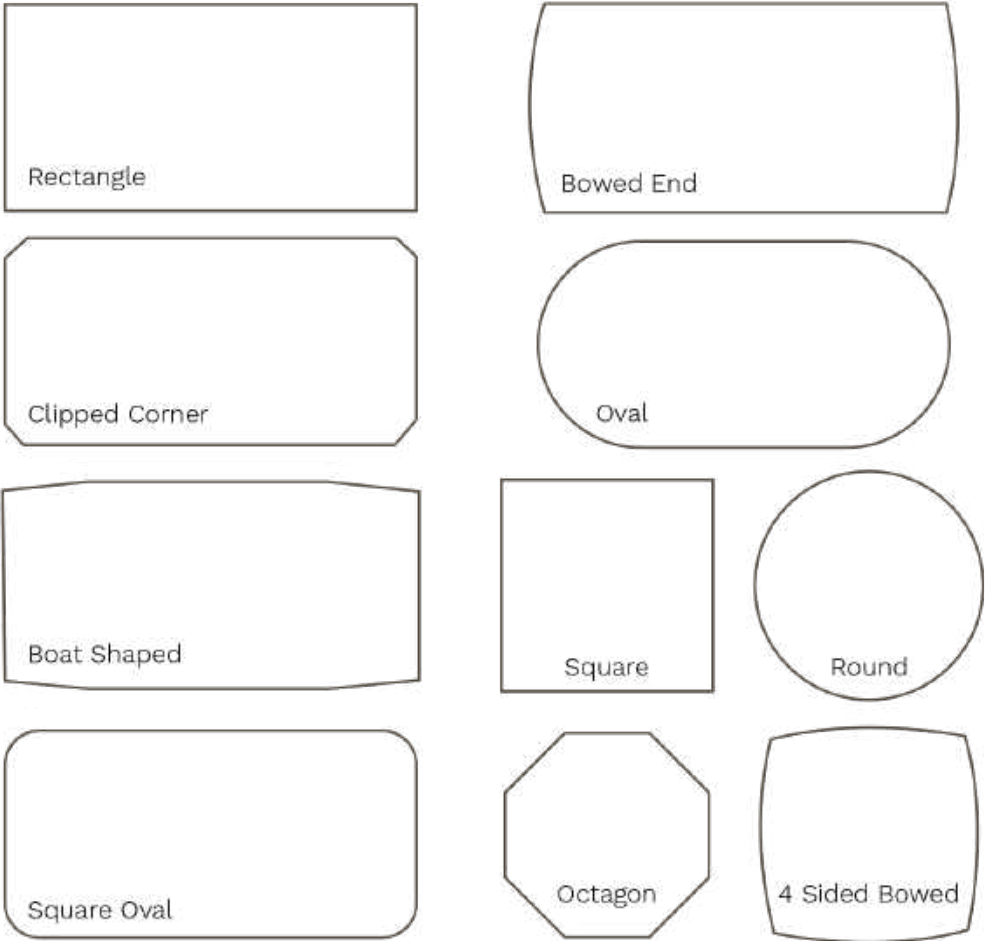 Rectangle
Bowed End
Clipped Corner
Oval
Boat Shaped
Square
Round
Square Oval
Octagon
4 Sided Bowed